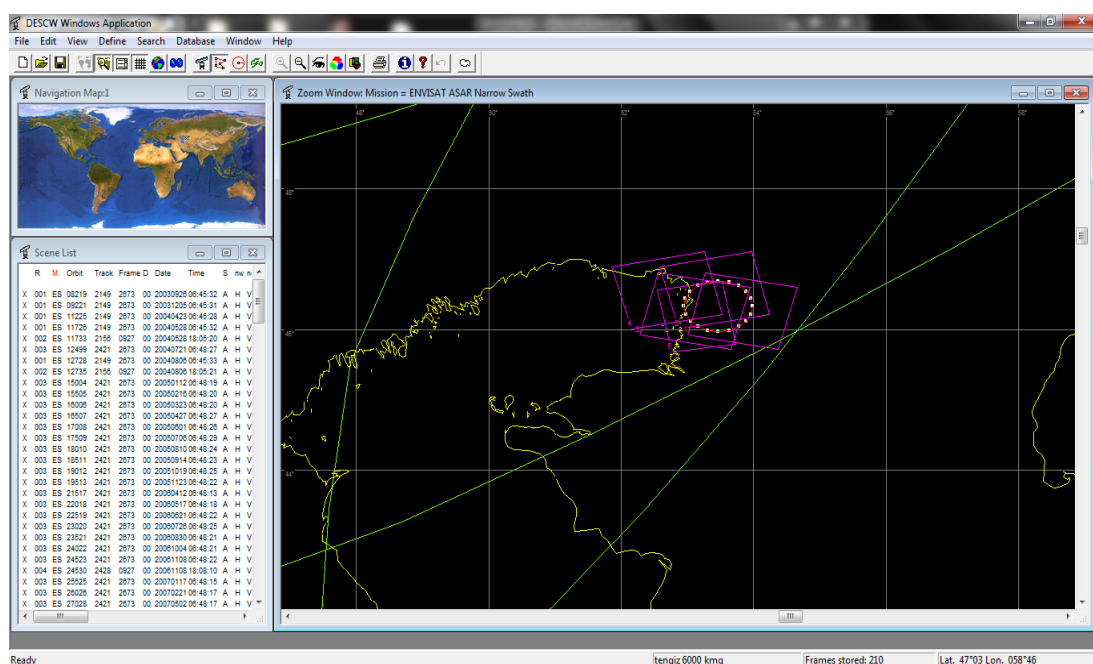 DESCW Windows Application
File Edit View Define Search Database Window Help
Navigation Map:1
Zoom Window: Mission = ENVISAT ASAR Narrow Swath
48° 50° 52° 54° 56° 58°
48°
46°
44°
Scene List
R M. Orbit Track Frame D Date Time S nw n
X 001 ES 08219 2149 2673 00 20030926 06:45:32 A H V
X 001 ES 09221 2149 2673 00 20031205 06:45:31 A H V
X 001 ES 11225 2149 2673 00 20040423 06:45:28 A H V
X 001 ES 11726 2149 2673 00 20040528 06:45:32 A H V
X 002 ES 11733 2156 0927 00 20040528 18:05:20 A H V
X 003 ES 12499 2421 2673 00 20040721 06:48:27 A H V
X 001 ES 12728 2149 2673 00 20040806 06:45:33 A H V
X 002 ES 12735 2156 0927 00 20040806 18:05:21 A H V
X 003 ES 15004 2421 2673 00 20050112 06:48:19 A H V
X 003 ES 15505 2421 2673 00 20050216 06:48:20 A H V
X 003 ES 16006 2421 2673 00 20050323 06:48:20 A H V
X 003 ES 16507 2421 2673 00 20050427 06:48:27 A H V
X 003 ES 17008 2421 2673 00 20050601 06:48:26 A H V
X 003 ES 17509 2421 2673 00 20050706 06:48:29 A H V
X 003 ES 18010 2421 2673 00 20050810 06:48:24 A H V
X 003 ES 18511 2421 2673 00 20050914 06:48:23 A H V
X 003 ES 19012 2421 2673 00 20051019 06:48:25 A H V
X 003 ES 19513 2421 2673 00 20051123 06:48:22 A H V
X 003 ES 21517 2421 2673 00 20060412 06:48:13 A H V
X 003 ES 22018 2421 2673 00 20060517 06:48:18 A H V
X 003 ES 22519 2421 2673 00 20060621 06:48:22 A H V
X 003 ES 23020 2421 2673 00 20060726 06:48:25 A H V
X 003 ES 23521 2421 2673 00 20060830 06:48:21 A H V
X 003 ES 24022 2421 2673 00 20061004 06:48:21 A H V
X 003 ES 24523 2421 2673 00 20061108 06:48:22 A H V
X 004 ES 24530 2428 0927 00 20061108 18:08:10 A H V
X 003 ES 25525 2421 2673 00 20070117 06:48:15 A H V
X 003 ES 26026 2421 2673 00 20070221 06:48:17 A H V
X 003 ES 27028 2421 2673 00 20070502 06:48:17 A H V
Ready tengiz 6000 kmq Frames stored: 210 Lat. 47°03 Lon. 058°46